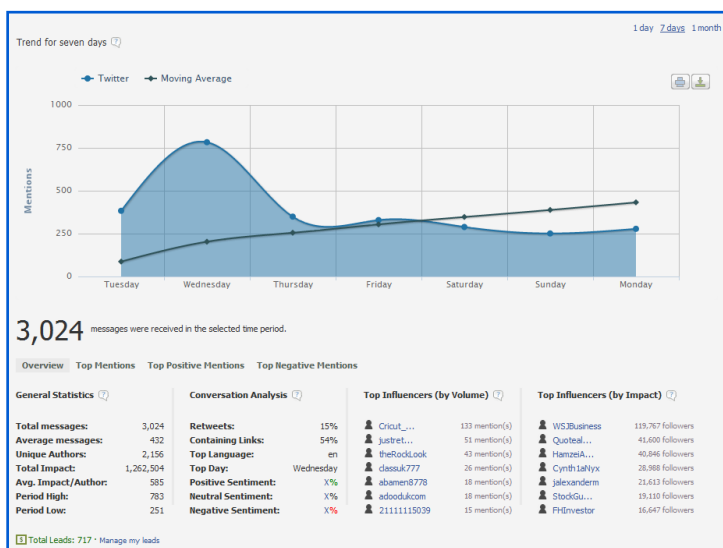 1 day 7 days 1 month
Trend for seven days ?
Twitter Moving Average
1000
750
500
250
0
Mentions
Tuesday Wednesday Thursday Friday Saturday Sunday Monday
3,024 messages were received in the selected time period.
Overview Top Mentions Top Positive Mentions Top Negative Mentions
General Statistics ?
Total messages: 3,024
Average messages: 432
Unique Authors: 2,156
Total Impact: 1,262,504
Avg. Impact/Author: 585
Period High: 783
Period Low: 251
Conversation Analysis ?
Retweets: 15%
Containing Links: 54%
Top Language: en
Top Day: Wednesday
Positive Sentiment: X%
Neutral Sentiment: X%
Negative Sentiment: X%
Top Influencers (by Volume) ?
Cricut_... 133 mention(s)
justret... 51 mention(s)
theRockLook 43 mention(s)
classuk777 26 mention(s)
abamen8778 18 mention(s)
adoodukcom 18 mention(s)
21111115039 15 mention(s)
Top Influencers (by Impact) ?
WSJBusiness 119,767 followers
Quoteal... 41,600 followers
HamzeiA... 40,846 followers
Cynth1aNyx 28,988 followers
jalexanderm 21,613 followers
StockGu... 19,110 followers
FHInvestor 16,647 followers
$ Total Leads: 717 · Manage my leads